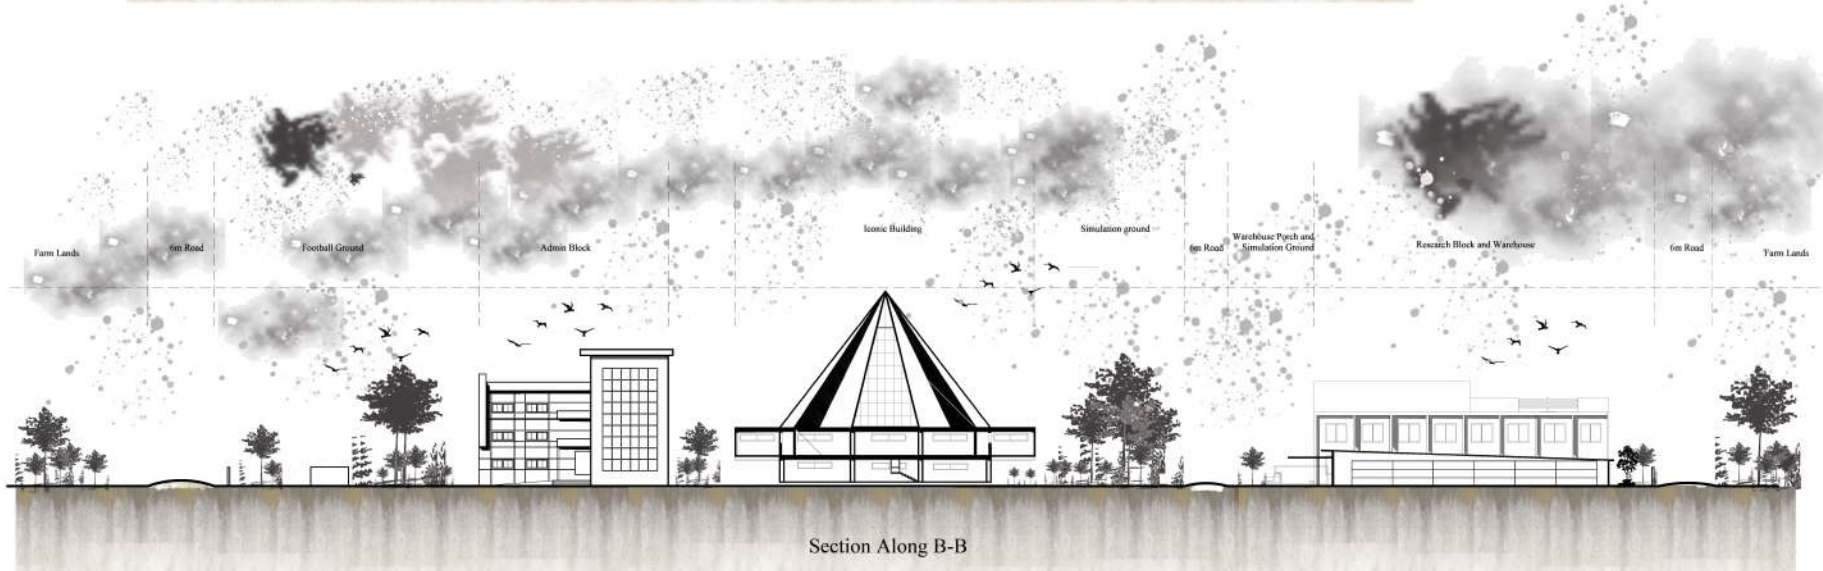 Farm Lands
6m Road
Football Ground
Admin Block
Iconic Building
Simulation ground
6m Road
Warehouse Porch and
Simulation Ground
Research Block and Warehouse
6m Road
Farm Lands
Section Along B-B